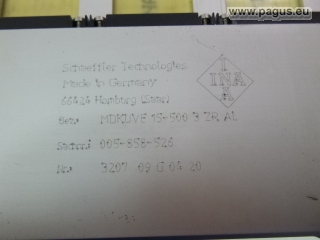 www.pagus.eu
Schaeffler Technologies
Made in Germany
66424 Homburg (Saar)
I
INA
A
MDKUVE 15-500 3 ZR AL
005-858-526
Nr.: 3207 09 G 04 20